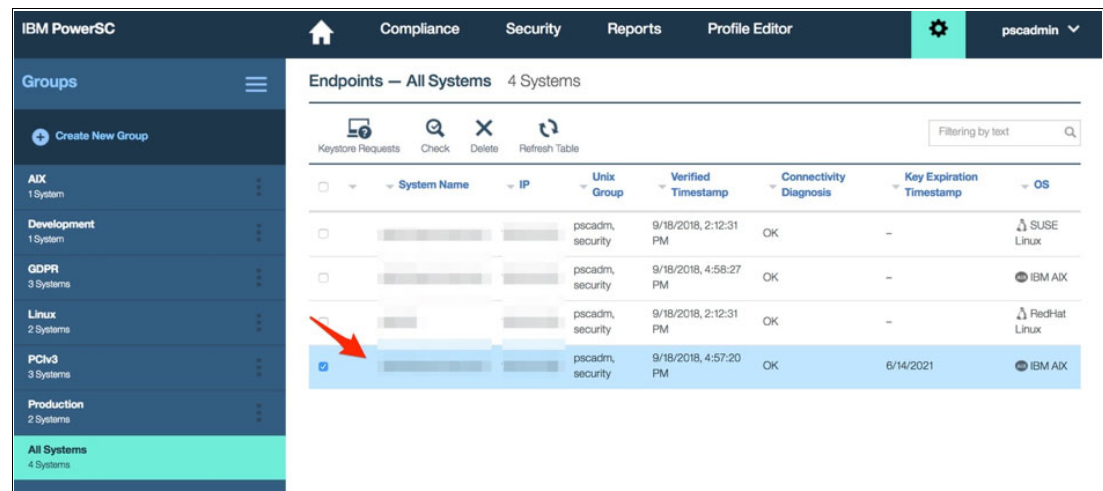 IBM PowerSC
Compliance Security Reports Profile Editor
pscadmin
Groups
Create New Group
AIX
1 System
Development
1 System
GDPR
3 Systems
Linux
2 Systems
PCIv3
3 Systems
Production
2 Systems
All Systems
4 Systems
Endpoints — All Systems 4 Systems
Keystore Requests Check Delete Refresh Table
Filtering by text
System Name IP Unix Group Verified Timestamp Connectivity Diagnosis Key Expiration Timestamp OS
pscadm, security 9/18/2018, 2:12:31 PM OK – SUSE Linux
pscadm, security 9/18/2018, 4:58:27 PM OK – IBM AIX
pscadm, security 9/18/2018, 2:12:31 PM OK – RedHat Linux
pscadm, security 9/18/2018, 4:57:20 PM OK 6/14/2021 IBM AIX